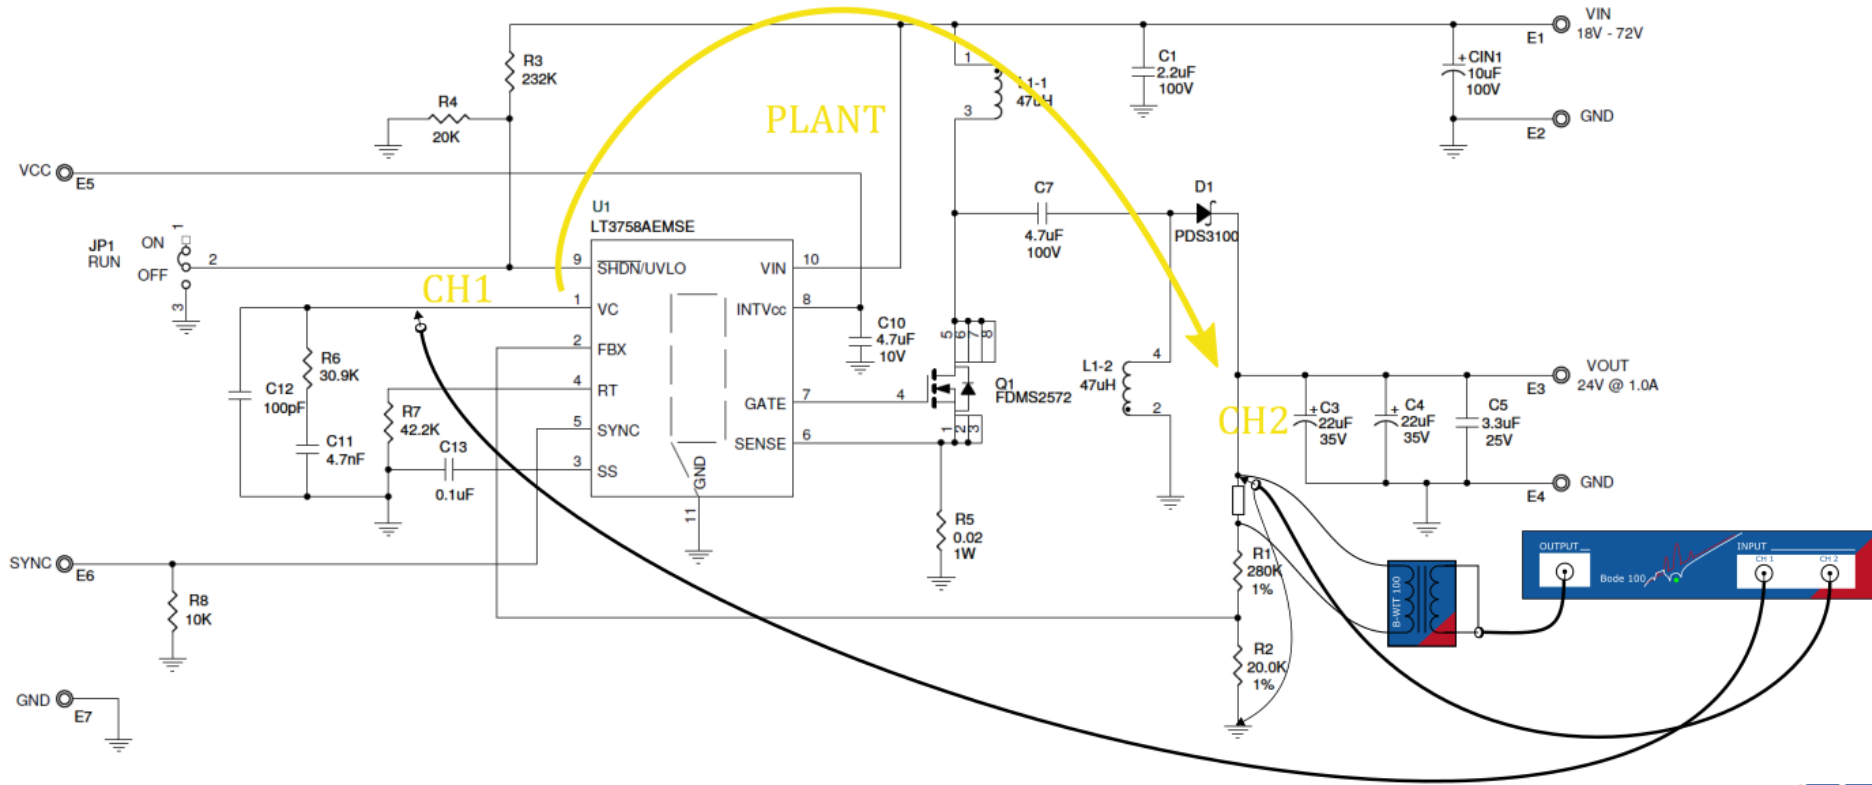 VIN
18V - 72V
E1
R3
232K
C1
2.2uF
100V
+
CIN1
10uF
100V
1
L1-1
47uH
3
R4
20K
PLANT
GND
E2
VCC
E5
U1
LT3758AEMSE
C7
4.7uF
100V
D1
PDS3100
JP1
RUN
ON
OFF
1
2
3
9
SHDN/UVLO
VIN
10
CH1
1
VC
INTVcc
8
2
FBX
C10
4.7uF
10V
4
RT
GATE
7
5
SYNC
SENSE
6
3
SS
GND
11
R6
30.9K
C12
100pF
C11
4.7nF
R7
42.2K
C13
0.1uF
5
6
7
8
4
Q1
FDMS2572
1
2
3
L1-2
47uH
4
2
VOUT
24V @ 1.0A
E3
CH2
+
C3
22uF
35V
+
C4
22uF
35V
C5
3.3uF
25V
GND
E4
R5
0.02
1W
SYNC
E6
R8
10K
R1
280K
1%
R2
20.0K
1%
B-WIT 100
OUTPUT
Bode 100
INPUT
CH 1
CH 2
GND
E7